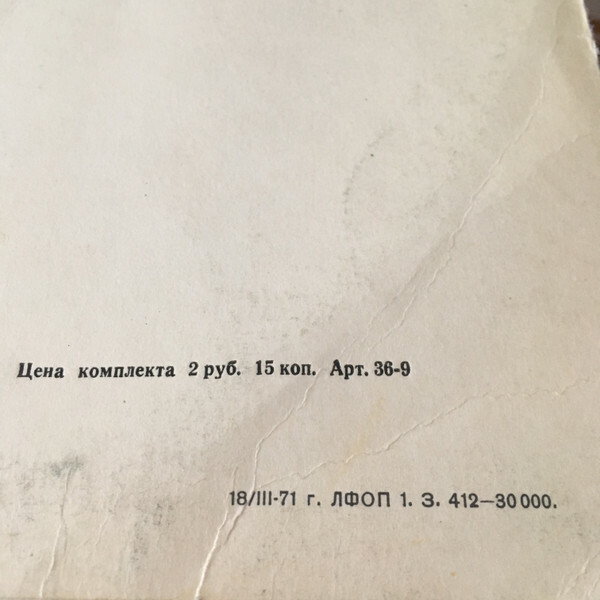 Цена комплекта 2 руб. 15 коп. Арт. 36-9
18/III-71 г. ЛФОП 1. З. 412—30 000.